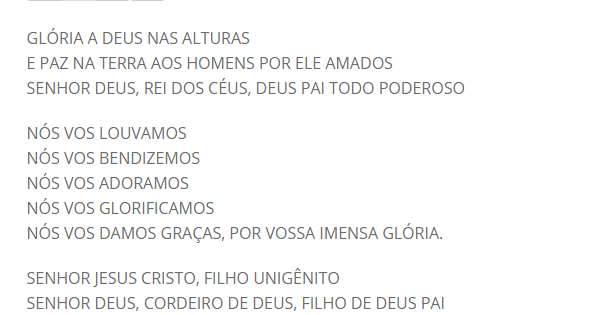 GLÓRIA A DEUS NAS ALTURAS
E PAZ NA TERRA AOS HOMENS POR ELE AMADOS
SENHOR DEUS, REI DOS CÉUS, DEUS PAI TODO PODEROSO
NÓS VOS LOUVAMOS
NÓS VOS BENDIZEMOS
NÓS VOS ADORAMOS
NÓS VOS GLORIFICAMOS
NÓS VOS DAMOS GRAÇAS, POR VOSSA IMENSA GLÓRIA.
SENHOR JESUS CRISTO, FILHO UNIGÊNITO
SENHOR DEUS, CORDEIRO DE DEUS, FILHO DE DEUS PAI